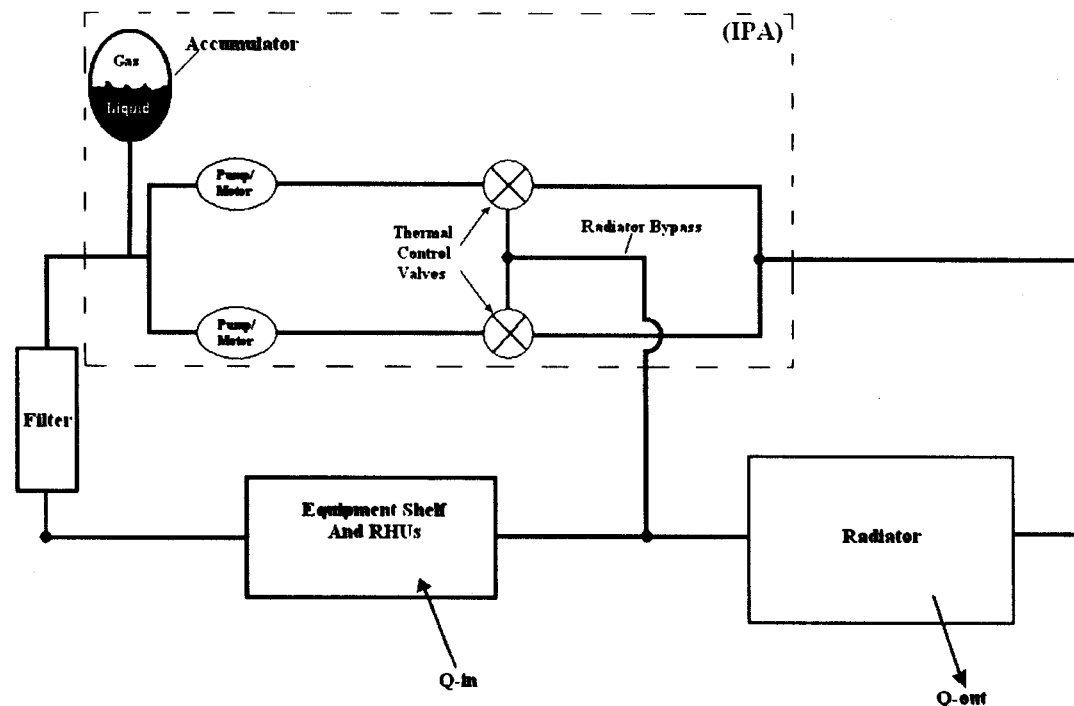 (IPA)
Accumulator
Gas
Liquid
Pump/
Motor
Thermal
Control
Valves
Radiator Bypass
Pump/
Motor
Filter
Equipment Shelf
And RHUs
Radiator
Q-in
Q-out